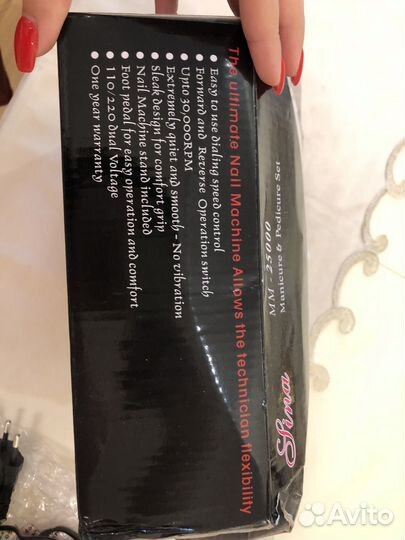 The ultimate Nail Machine Allows the technician flexibility
• Easy to use dialing speed control
• Forward and Reverse Operation switch
• Upto 30,000RPM
• Extremely quiet and smooth - No vibration
• Sleak design for comfort grip
• Nail Machine stand included
• Foot pedal for easy operation and comfort
• 110/220 dual Voltage
• One year warranty
Shva
MM - 25000
Manicure & Pedicure Set
Avito